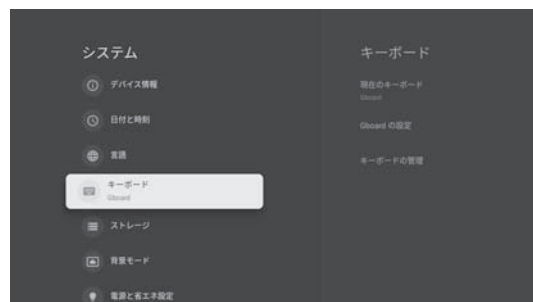 システム
デバイス情報
日付と時刻
言語
キーボード
Gboard
ストレージ
背景モード
電源と省エネ設定
キーボード
現在のキーボード
Gboard
Gboard の設定
キーボードの管理